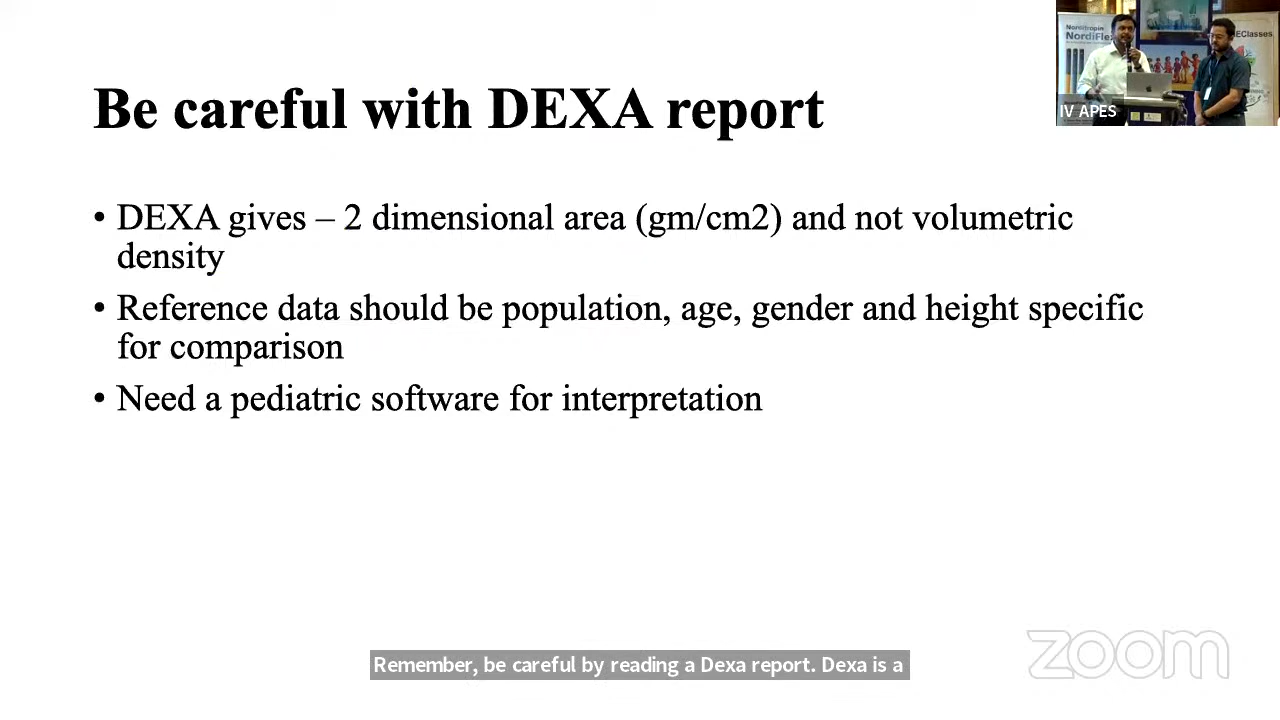 Be careful with DEXA report
• DEXA gives – 2 dimensional area (gm/cm2) and not volumetric
density
• Reference data should be population, age, gender and height specific
for comparison
• Need a pediatric software for interpretation
Norditropin
NordiFlex
EClasses
IV APES
Remember, be careful by reading a Dexa report. Dexa is a
zoom